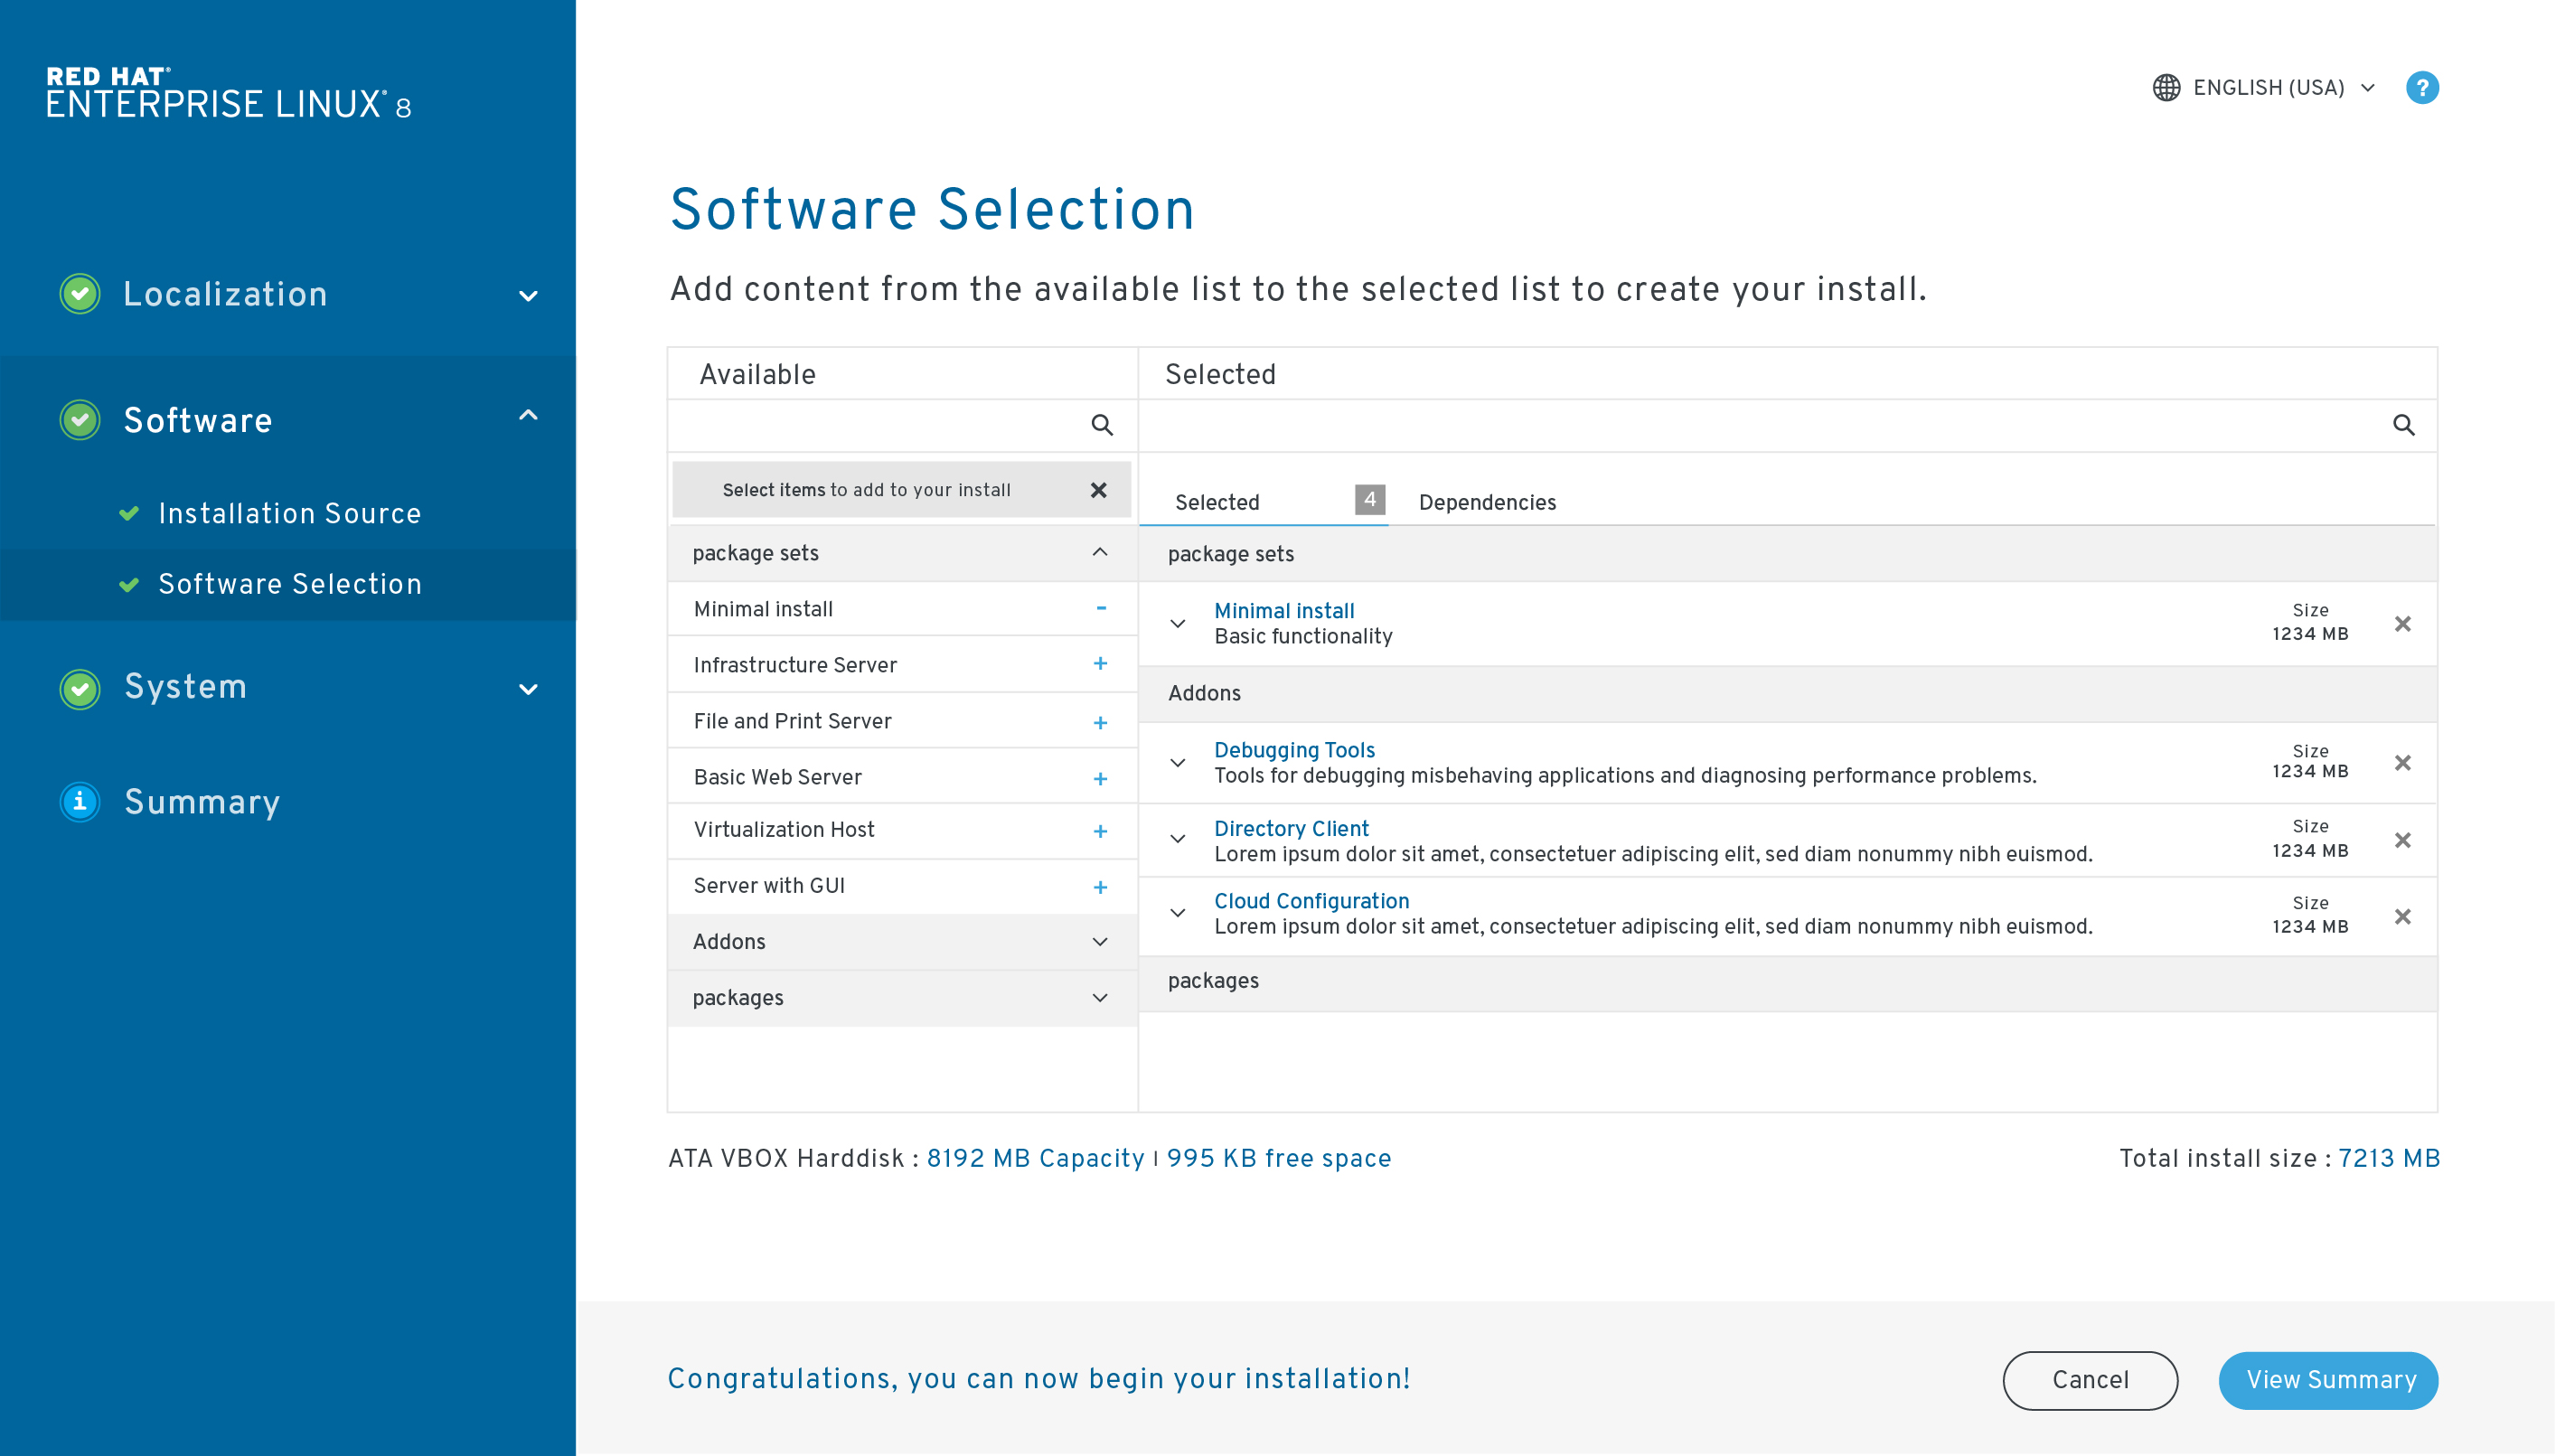 RED HAT®
ENTERPRISE LINUX® 8
ENGLISH (USA)
?
Localization
Software
Installation Source
Software Selection
System
Summary
Software Selection
Add content from the available list to the selected list to create your install.
Available
Select items to add to your install
package sets
Minimal install
Infrastructure Server
File and Print Server
Basic Web Server
Virtualization Host
Server with GUI
Addons
packages
Selected
Selected 4 Dependencies
package sets
Minimal install
Basic functionality
Size
1234 MB
Addons
Debugging Tools
Tools for debugging misbehaving applications and diagnosing performance problems.
Size
1234 MB
Directory Client
Lorem ipsum dolor sit amet, consectetuer adipiscing elit, sed diam nonummy nibh euismod.
Size
1234 MB
Cloud Configuration
Lorem ipsum dolor sit amet, consectetuer adipiscing elit, sed diam nonummy nibh euismod.
Size
1234 MB
packages
ATA VBOX Harddisk : 8192 MB Capacity | 995 KB free space
Total install size : 7213 MB
Congratulations, you can now begin your installation!
Cancel
View Summary